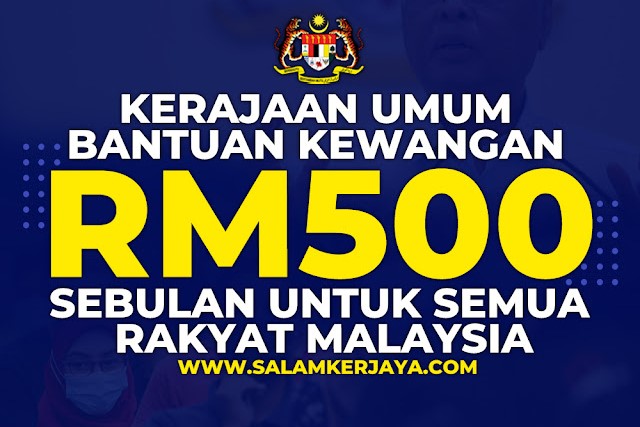 KERAJAAN UMUM
BANTUAN KEWANGAN
RM500
SEBULAN UNTUK SEMUA
RAKYAT MALAYSIA
WWW.SALAMKERJAYA.COM